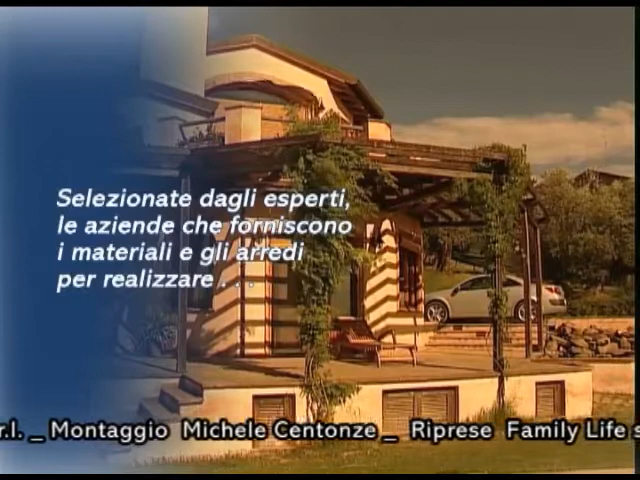 Selezionate dagli esperti,
le aziende che forniscono
i materiali e gli arredi
per realizzare . . .
r.l. _ Montaggio Michele Centonze _ Riprese Family Life s